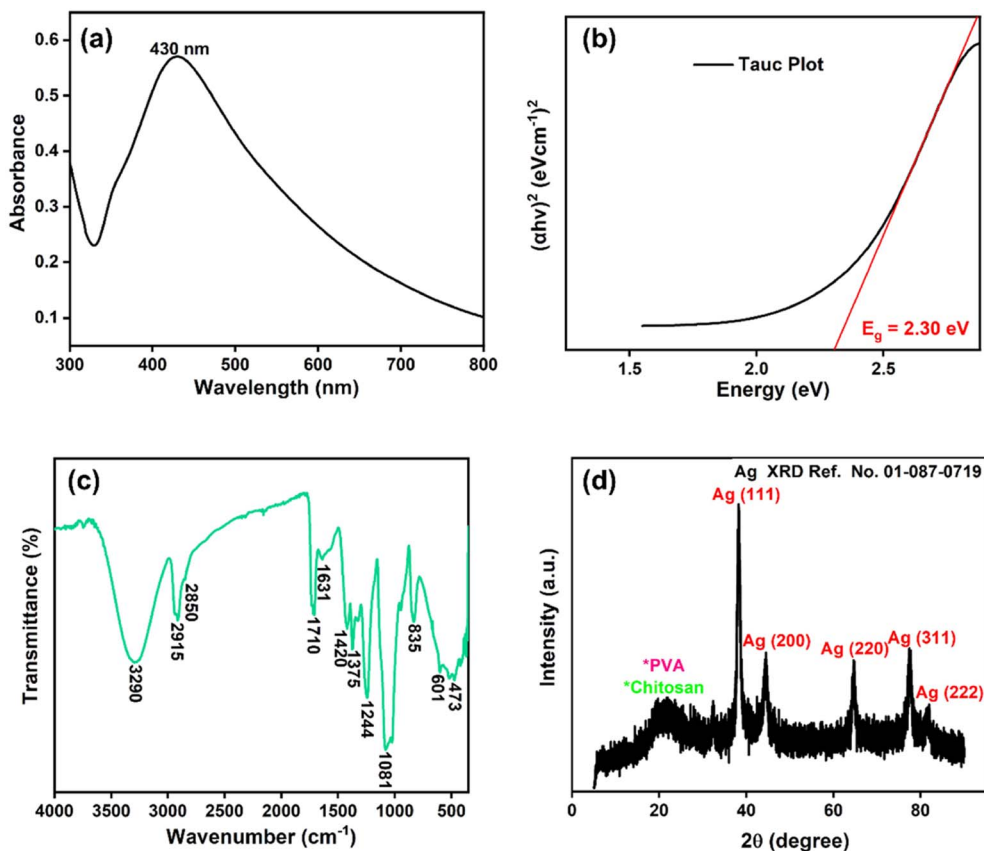 (a)
430 nm
0.6
0.5
0.4
0.3
0.2
0.1
Absorbance
300 400 500 600 700 800
Wavelength (nm)
(b)
Tauc Plot
(αhν)² (eVcm⁻¹)²
E_g = 2.30 eV
1.5 2.0 2.5
Energy (eV)
(c)
Transmittance (%)
3290
2915
2850
1710
1631
1420
1375
1244
1081
835
601
473
4000 3500 3000 2500 2000 1500 1000 500
Wavenumber (cm⁻¹)
(d)
Ag XRD Ref. No. 01-087-0719
Ag (111)
Ag (200)
Ag (220)
Ag (311)
Ag (222)
*PVA
*Chitosan
Intensity (a.u.)
0 20 40 60 80 100
2θ (degree)